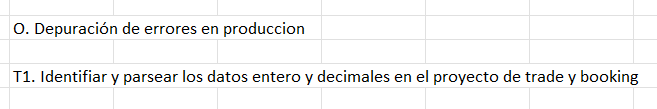 O. Depuración de errores en produccion
T1. Identifiar y parsear los datos entero y decimales en el proyecto de trade y booking